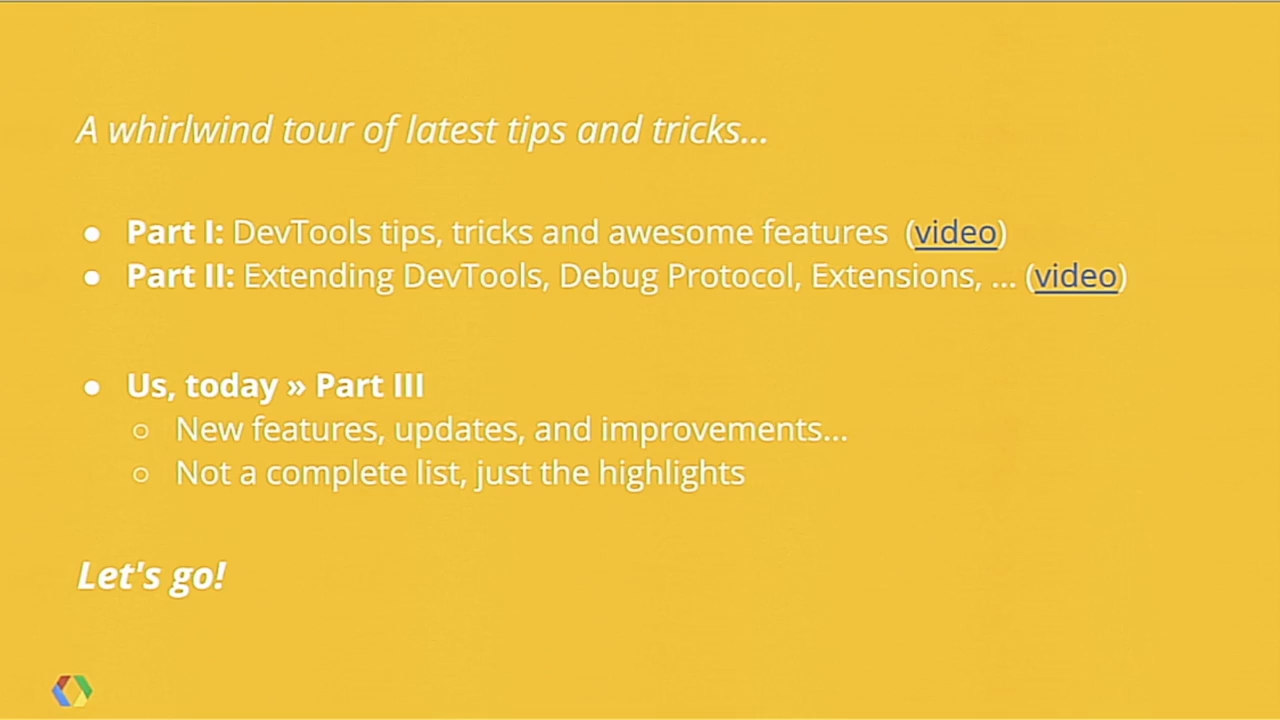 A whirlwind tour of latest tips and tricks...
● Part I: DevTools tips, tricks and awesome features (video)
● Part II: Extending DevTools, Debug Protocol, Extensions, ... (video)
● Us, today » Part III
○ New features, updates, and improvements...
○ Not a complete list, just the highlights
Let's go!